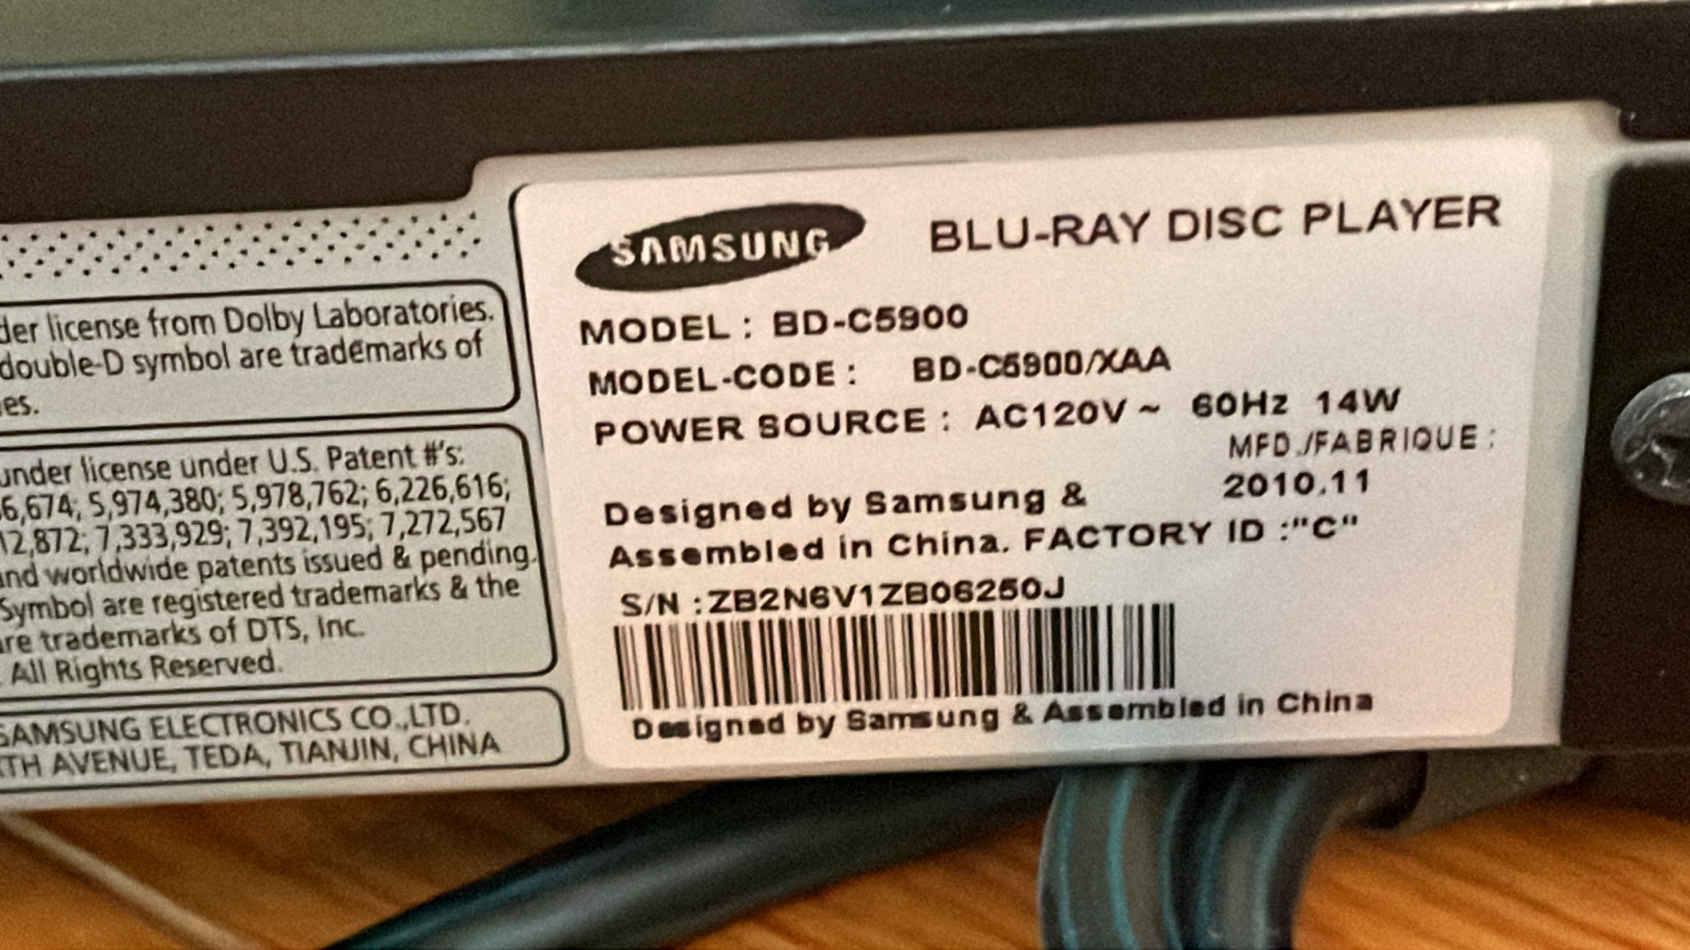 der license from Dolby Laboratories.
double-D symbol are trademarks of
es.
under license under U.S. Patent #'s:
6,674; 5,974,380; 5,978,762; 6,226,616;
12,872; 7,333,929; 7,392,195; 7,272,567
and worldwide patents issued & pending.
Symbol are registered trademarks & the
are trademarks of DTS, Inc.
All Rights Reserved.
SAMSUNG ELECTRONICS CO.,LTD.
TH AVENUE, TEDA, TIANJIN, CHINA
SAMSUNG BLU-RAY DISC PLAYER
MODEL : BD-C5900
MODEL-CODE : BD-C5900/XAA
POWER SOURCE : AC120V ~ 60Hz 14W
MFD./FABRIQUE :
Designed by Samsung & 2010.11
Assembled in China. FACTORY ID :"C"
S/N :ZB2N6V1ZB06250J
Designed by Samsung & Assembled in China